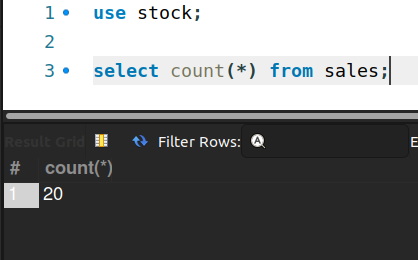 1 use stock;
2
3 select count(*) from sales;
Result Grid Filter Rows: E
# count(*)
1 20